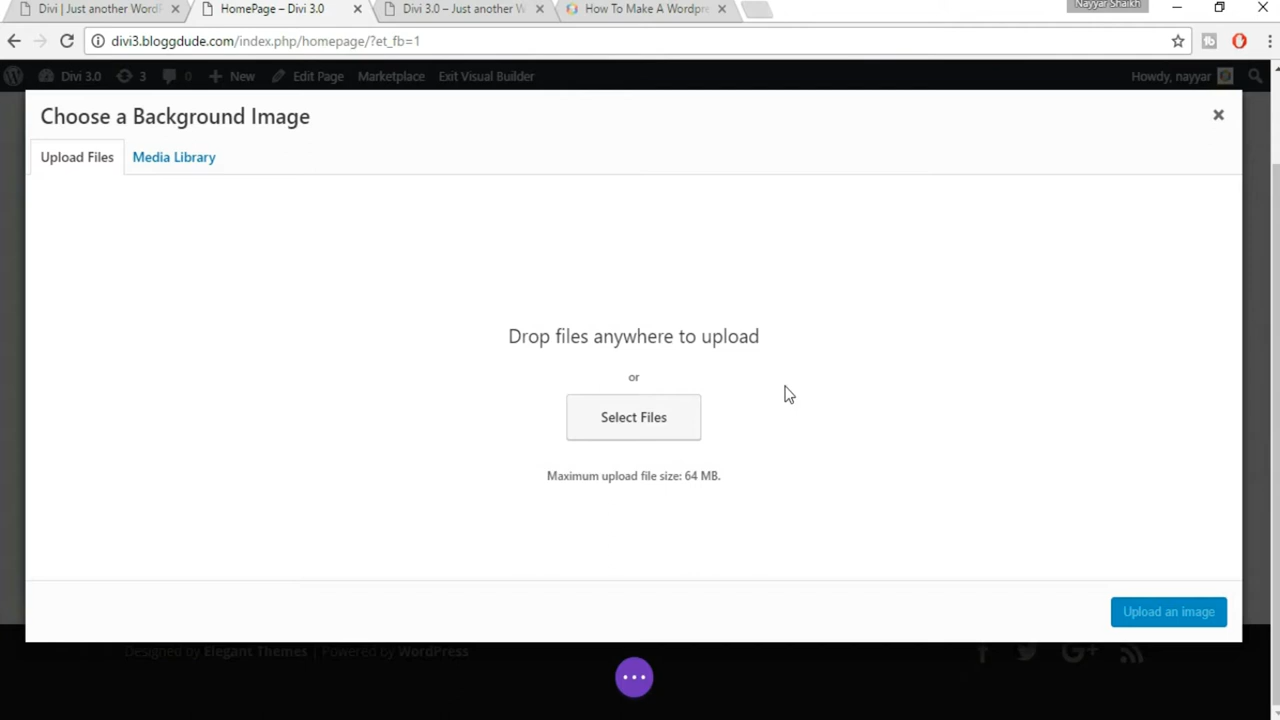 Divi | Just another WordP
HomePage – Divi 3.0
Divi 3.0 – Just another W
How To Make A Wordpre
Nayyar Shaikh
divi3.bloggdude.com/index.php/homepage/?et_fb=1
Divi 3.0
3
0
New
Edit Page
Marketplace
Exit Visual Builder
Howdy, nayyar
Choose a Background Image
Upload Files
Media Library
Drop files anywhere to upload
or
Select Files
Maximum upload file size: 64 MB.
Upload an image
Designed by Elegant Themes | Powered by WordPress